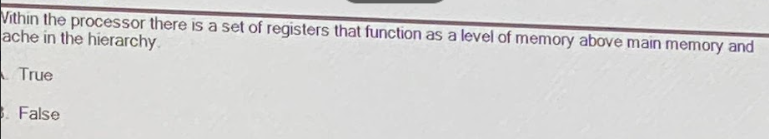 Within the processor there is a set of registers that function as a level of memory above main memory and
ache in the hierarchy.
True
B. False